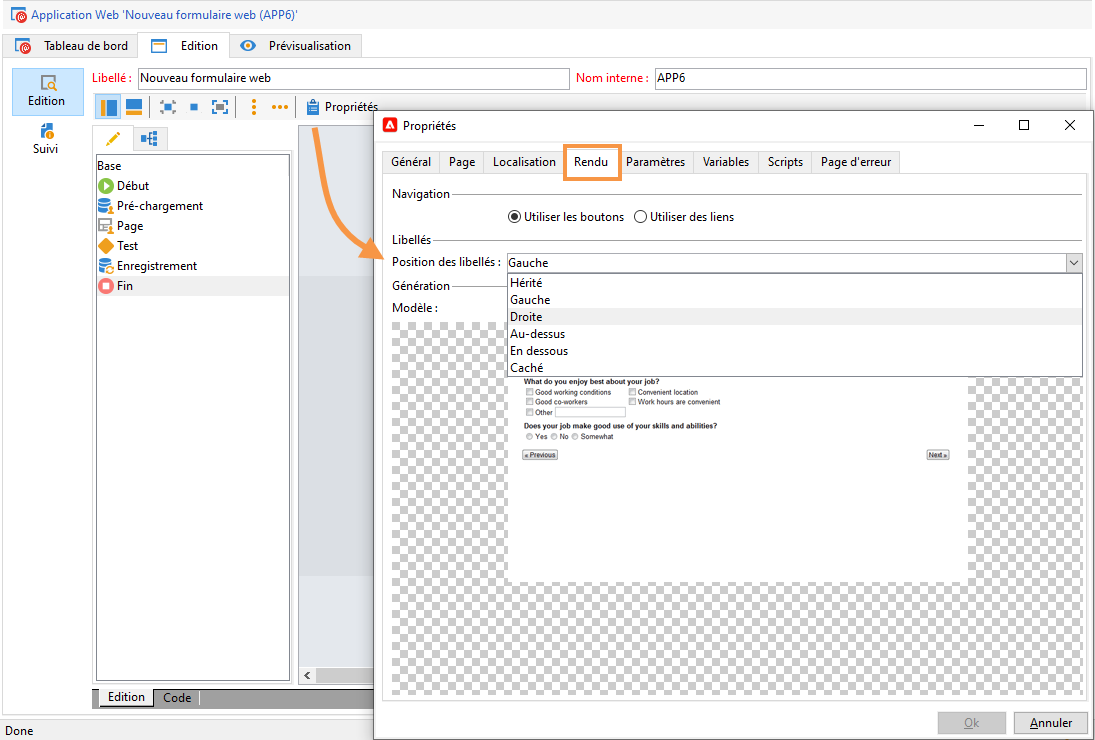 Application Web 'Nouveau formulaire web (APP6)'
Tableau de bord Edition Prévisualisation
Libellé : Nouveau formulaire web Nom interne : APP6
Edition
Suivi
Propriétés
Base
Début
Pré-chargement
Page
Test
Enregistrement
Fin
Propriétés
Général Page Localisation Rendu Paramètres Variables Scripts Page d'erreur
Navigation
Utiliser les boutons Utiliser des liens
Libellés
Position des libellés : Gauche
Hérité
Gauche
Droite
Au-dessus
En dessous
Caché
Génération
Modèle :
What do you enjoy best about your job?
Good working conditions Convenient location
Good co-workers Work hours are convenient
Other
Does your job make good use of your skills and abilities?
Yes No Somewhat
« Previous Next »
Edition Code
Ok Annuler
Done